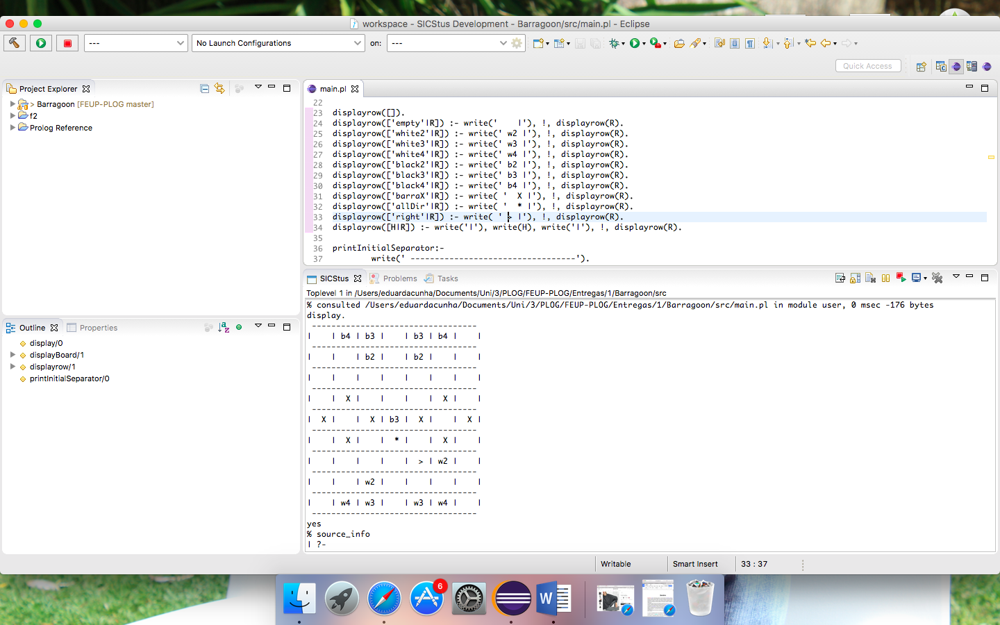 workspace - SICStus Development - Barragoon/src/main.pl - Eclipse
--- No Launch Configurations on: ---
Quick Access
Project Explorer
> Barragoon [FEUP-PLOG master]
f2
Prolog Reference
Outline Properties
display/0
displayBoard/1
displayrow/1
printInitialSeparator/0
main.pl
22
23 displayrow([]).
24 displayrow(['empty'|R]) :- write('    |'), !, displayrow(R).
25 displayrow(['white2'|R]) :- write(' w2 |'), !, displayrow(R).
26 displayrow(['white3'|R]) :- write(' w3 |'), !, displayrow(R).
27 displayrow(['white4'|R]) :- write(' w4 |'), !, displayrow(R).
28 displayrow(['black2'|R]) :- write(' b2 |'), !, displayrow(R).
29 displayrow(['black3'|R]) :- write(' b3 |'), !, displayrow(R).
30 displayrow(['black4'|R]) :- write(' b4 |'), !, displayrow(R).
31 displayrow(['barraX'|R]) :- write( '  X |'), !, displayrow(R).
32 displayrow(['allDir'|R]) :- write( '  * |'), !, displayrow(R).
33 displayrow(['right'|R]) :- write( ' > |'), !, displayrow(R).
34 displayrow([H|R]) :- write('|'), write(H), write('|'), !, displayrow(R).
35
36 printInitialSeparator:-
37 write(' ----------------------------------').
SICStus Problems Tasks
Toplevel 1 in /Users/eduardacunha/Documents/Uni/3/PLOG/FEUP-PLOG/Entregas/1/Barragoon/src
% consulted /Users/eduardacunha/Documents/Uni/3/PLOG/FEUP-PLOG/Entregas/1/Barragoon/src/main.pl in module user, 0 msec -176 bytes
display.
 ----------------------------------
|    | b4 | b3 |    | b3 | b4 |    |
 ----------------------------------
|    |    | b2 |    | b2 |    |    |
 ----------------------------------
|    |    |    |    |    |    |    |
 ----------------------------------
|    |  X |    |    |    |  X |    |
 ----------------------------------
|  X |    |  X | b3 |  X |    |  X |
 ----------------------------------
|    |  X |    |  * |    |  X |    |
 ----------------------------------
|    |    |    |    |  > | w2 |    |
 ----------------------------------
|    |    | w2 |    |    |    |    |
 ----------------------------------
|    | w4 | w3 |    | w3 | w4 |    |
 ----------------------------------
yes
% source_info
| ?-
Writable Smart Insert 33 : 37
6
W